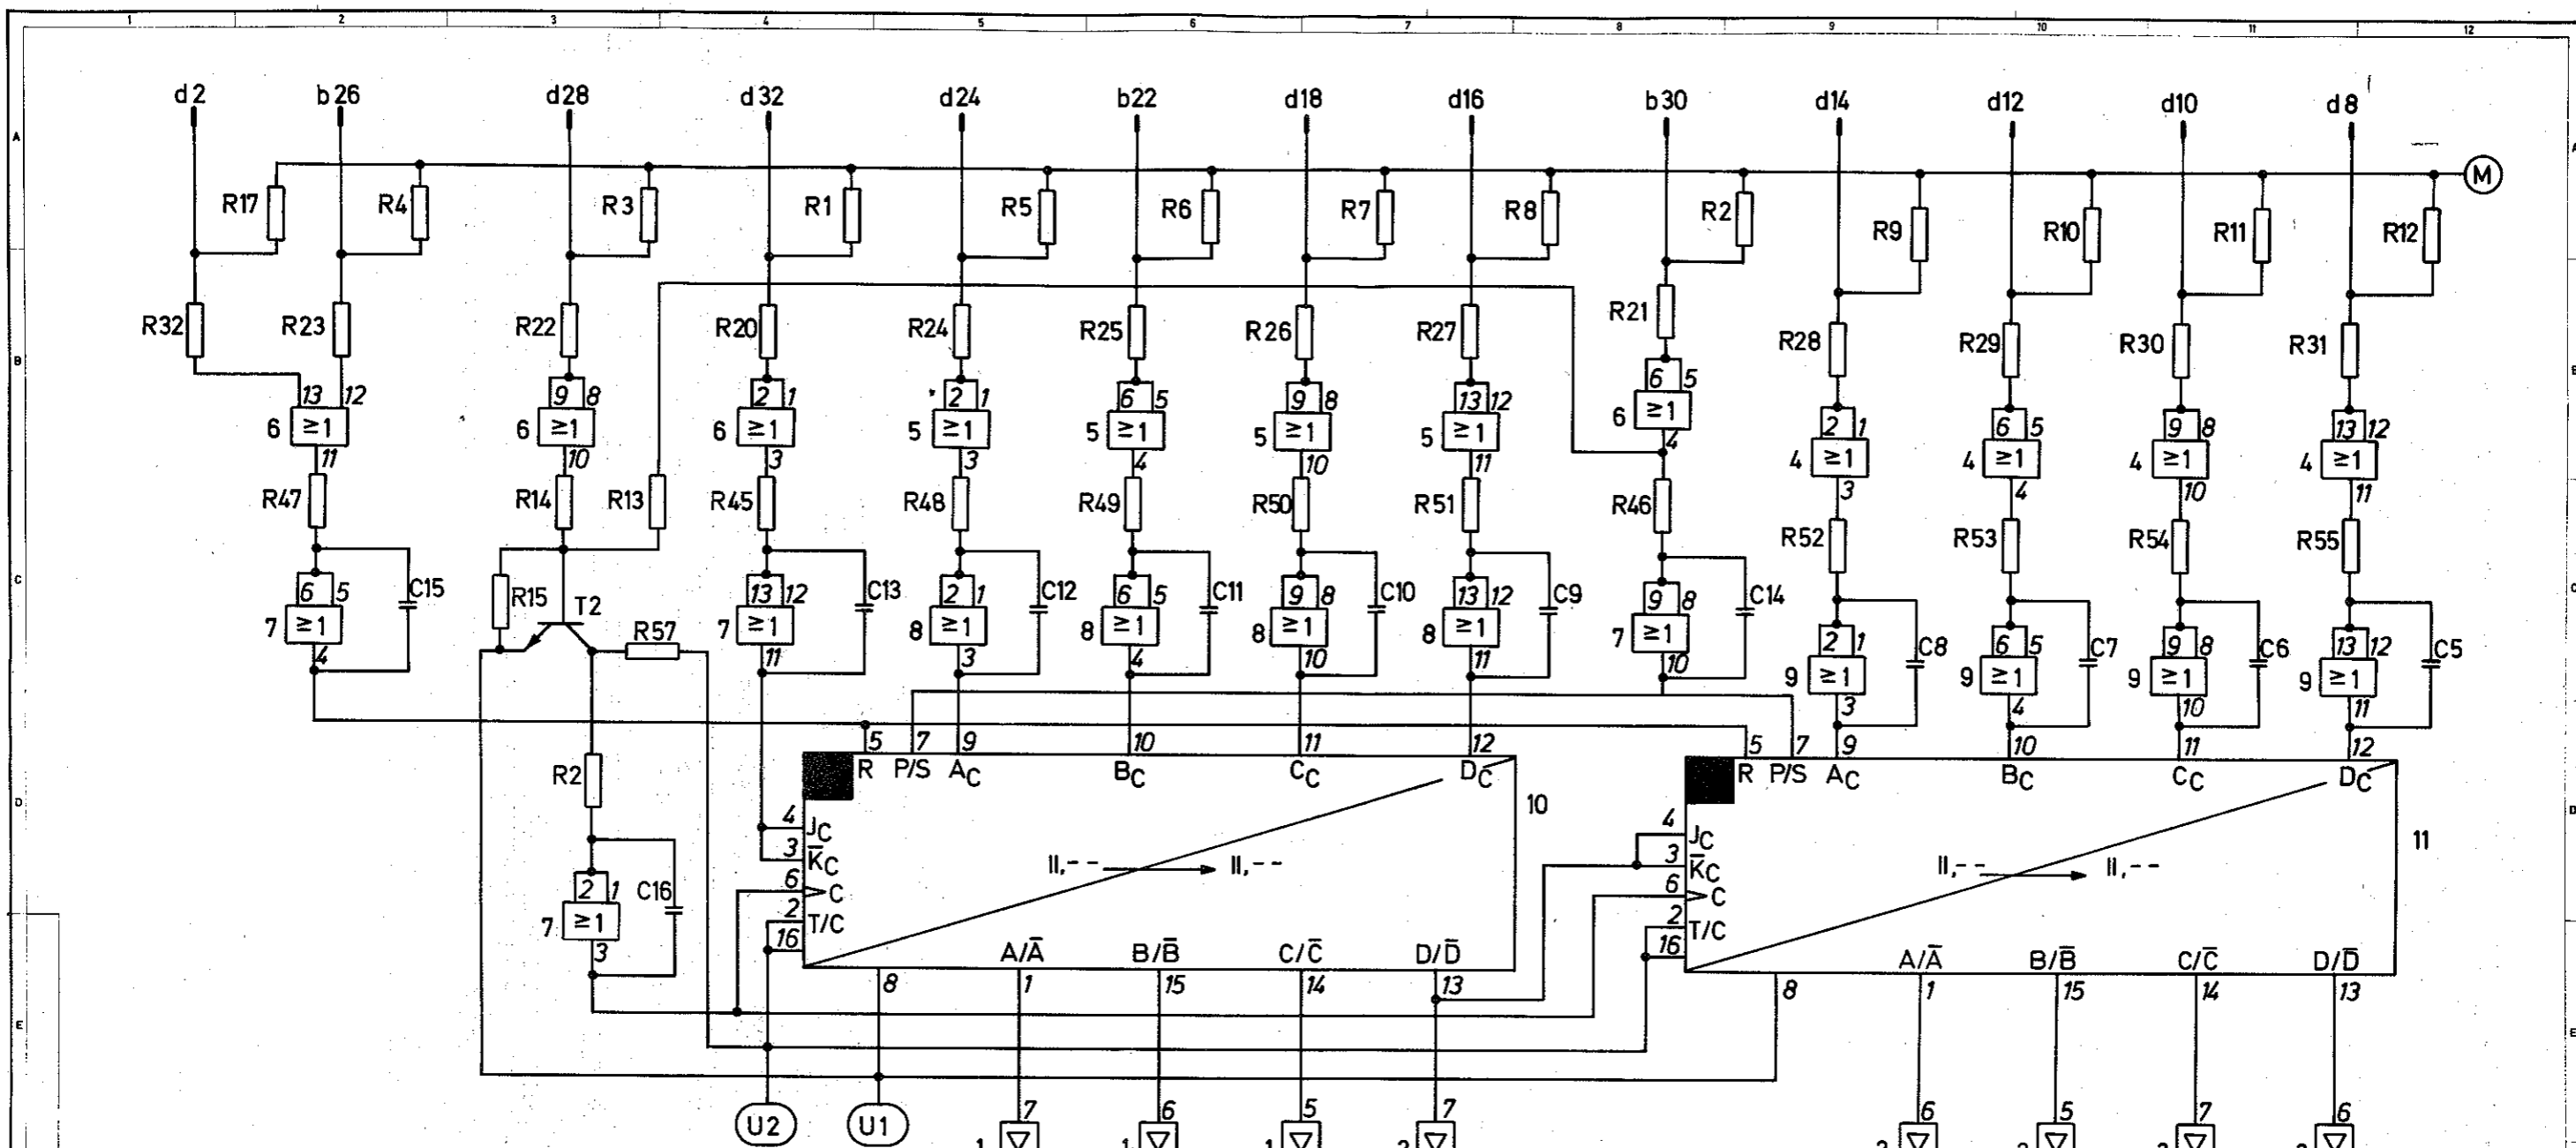 1 2 3 4 5 6 7 8 9 10 11 12
d2 b26 d28 d32 d24 b22 d18 d16 b30 d14 d12 d10 d8
A A
M
R17 R4 R3 R1 R5 R6 R7 R8 R2 R9 R10 R11 R12
R32 R23 R22 R20 R24 R25 R26 R27 R21 R28 R29 R30 R31
B B
13 12 9 8 2 1 2 1 6 5 9 8 13 12 6 5 2 1 6 5 9 8 13 12
6 ≥1 6 ≥1 6 ≥1 5 ≥1 5 ≥1 5 ≥1 5 ≥1 6 ≥1 4 ≥1 4 ≥1 4 ≥1 4 ≥1
11 10 3 3 4 10 11 4 3 4 10 11
R47 R14 R13 R45 R48 R49 R50 R51 R46 R52 R53 R54 R55
C C
6 5 C15 R15 T2 R57 13 12 C13 2 1 C12 6 5 C11 9 8 C10 13 12 C9 9 8 C14 2 1 C8 6 5 C7 9 8 C6 13 12 C5
7 ≥1 7 ≥1 8 ≥1 8 ≥1 8 ≥1 8 ≥1 7 ≥1 9 ≥1 9 ≥1 9 ≥1 9 ≥1
4 11 3 4 10 11 10 3 4 10 11
5 7 9 10 11 12 5 7 9 10 11 12
R2 R P/S AC BC CC DC R P/S AC BC CC DC
D D
10 11
4 JC 4 JC
3 K̅C 3 K̅C
II,-- II,-- II,-- II,--
2 1 C16 6 C 6 C
7 ≥1 2 T/C 2 T/C
3 16 16
A/A̅ B/B̅ C/C̅ D/D̅ A/A̅ B/B̅ C/C̅ D/D̅
8 1 15 14 13 8 1 15 14 13
E E
U2 U1 7 6 5 7 6 5 7 6